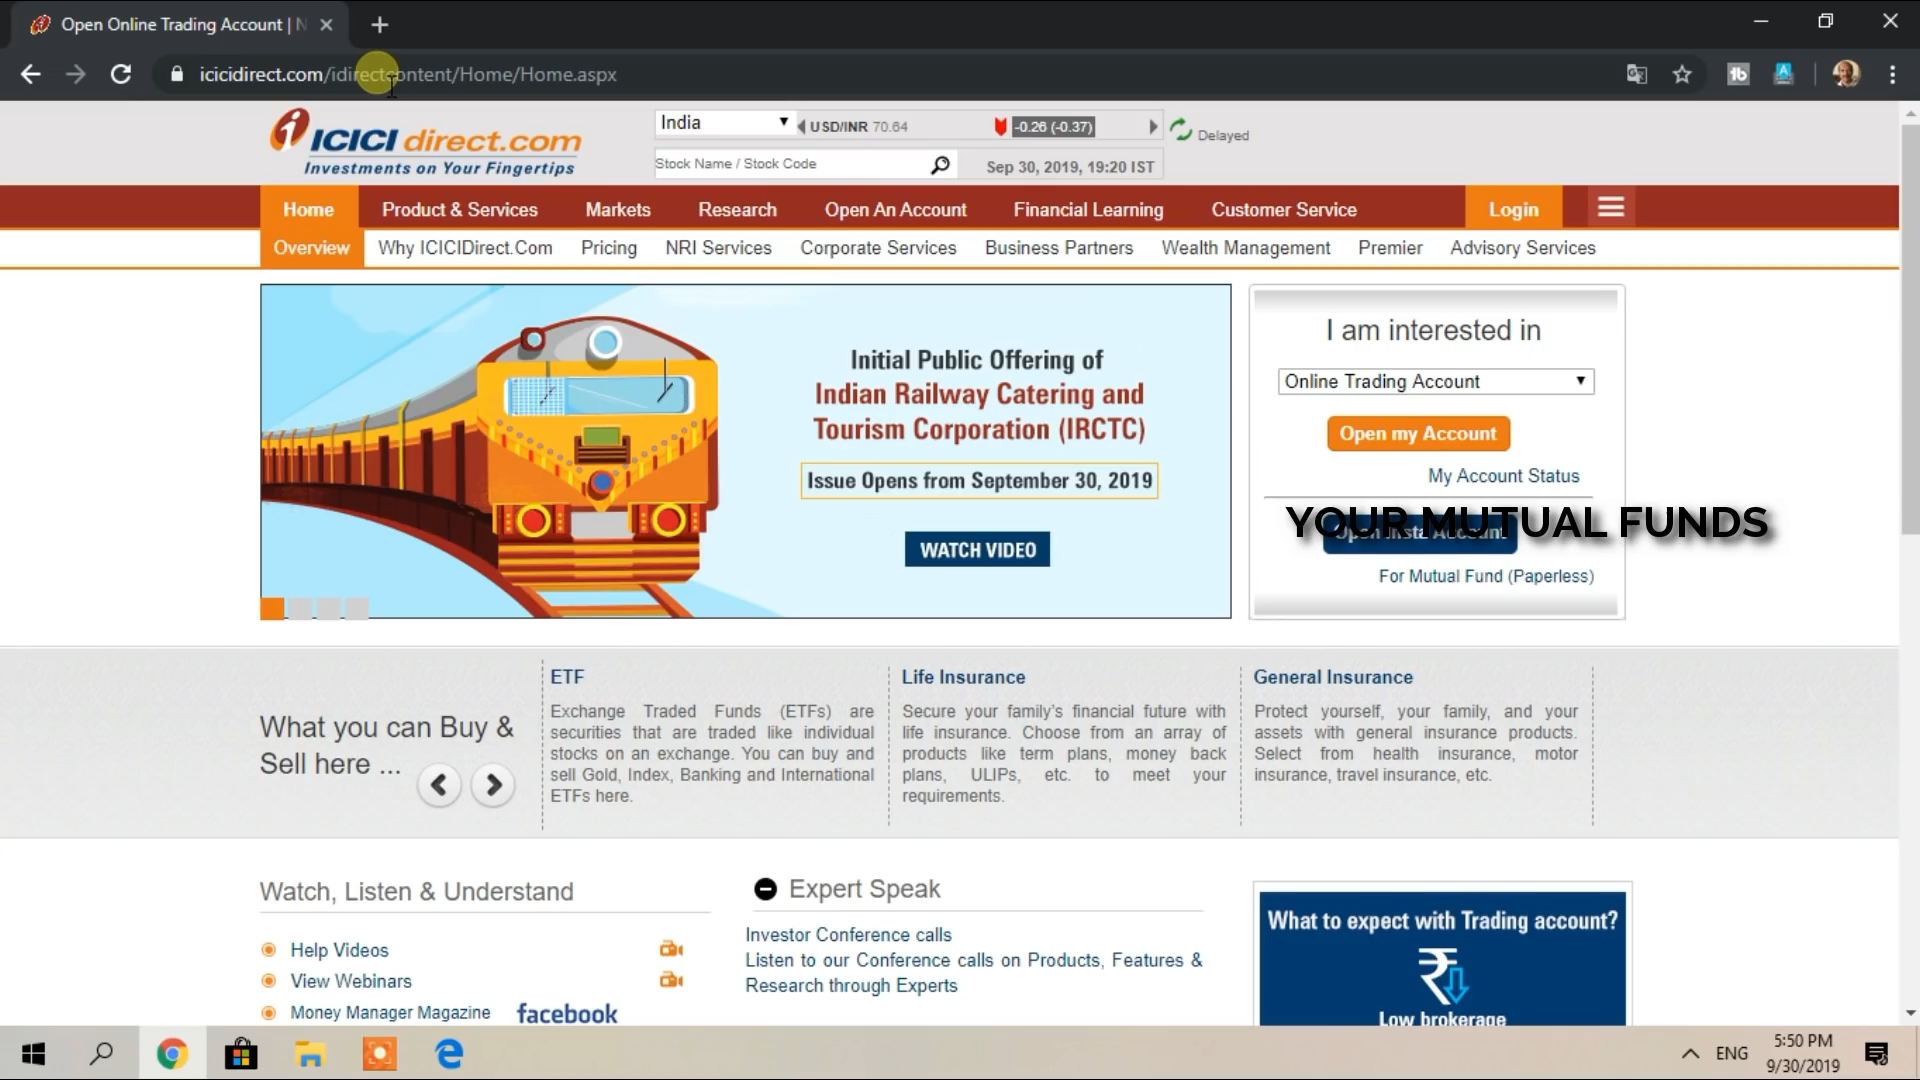 Open Online Trading Account | N
icicidirect.com/idirectcontent/Home/Home.aspx
ICICI direct.com
Investments on Your Fingertips
India
USD/INR 70.64
-0.26 (-0.37)
Delayed
Stock Name / Stock Code
Sep 30, 2019, 19:20 IST
Home
Product & Services
Markets
Research
Open An Account
Financial Learning
Customer Service
Login
Overview
Why ICICIDirect.Com
Pricing
NRI Services
Corporate Services
Business Partners
Wealth Management
Premier
Advisory Services
Initial Public Offering of
Indian Railway Catering and
Tourism Corporation (IRCTC)
Issue Opens from September 30, 2019
WATCH VIDEO
I am interested in
Online Trading Account
Open my Account
My Account Status
YOUR MUTUAL FUNDS
Open Insta Account
For Mutual Fund (Paperless)
What you can Buy &
Sell here ...
ETF
Exchange Traded Funds (ETFs) are
securities that are traded like individual
stocks on an exchange. You can buy and
sell Gold, Index, Banking and International
ETFs here.
Life Insurance
Secure your family's financial future with
life insurance. Choose from an array of
products like term plans, money back
plans, ULIPs, etc. to meet your
requirements.
General Insurance
Protect yourself, your family, and your
assets with general insurance products.
Select from health insurance, motor
insurance, travel insurance, etc.
Watch, Listen & Understand
Help Videos
View Webinars
Money Manager Magazine
facebook
Expert Speak
Investor Conference calls
Listen to our Conference calls on Products, Features &
Research through Experts
What to expect with Trading account?
Low brokerage
ENG
5:50 PM
9/30/2019